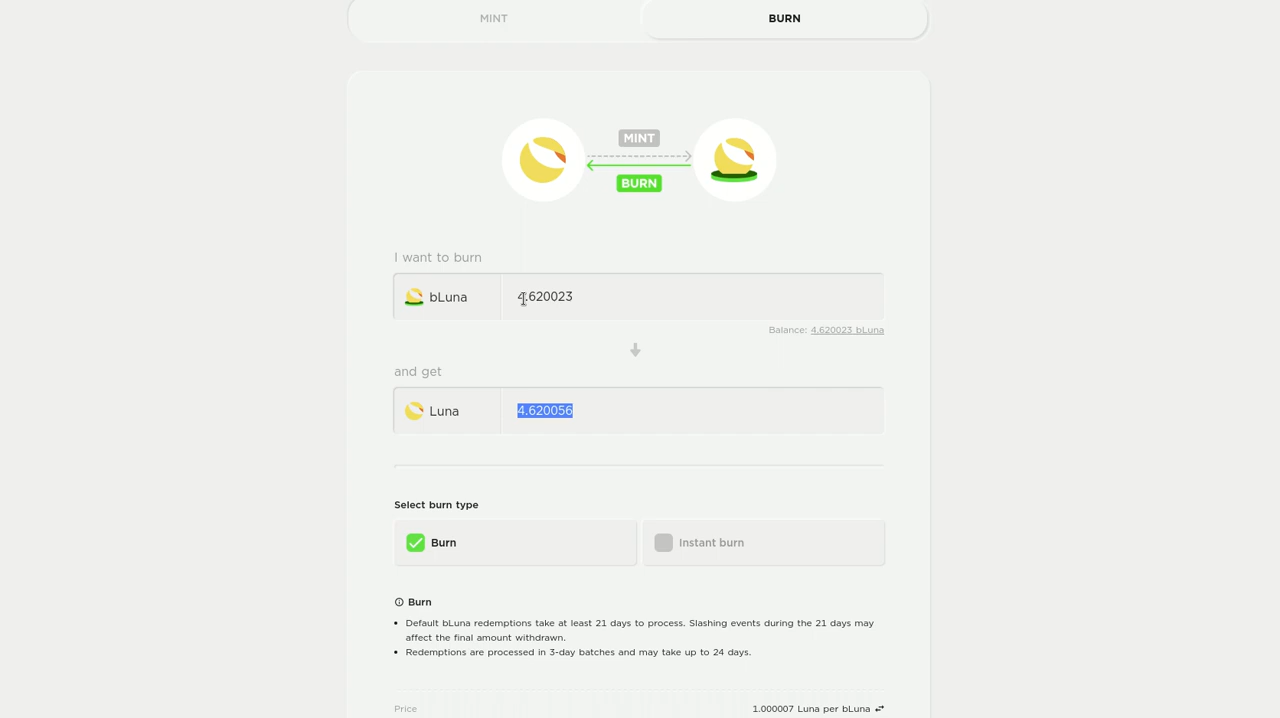 MINT
BURN
MINT
BURN
I want to burn
bLuna
4.620023
Balance: 4.620023 bLuna
and get
Luna
4.620056
Select burn type
Burn
Instant burn
Burn
Default bLuna redemptions take at least 21 days to process. Slashing events during the 21 days may
affect the final amount withdrawn.
Redemptions are processed in 3-day batches and may take up to 24 days.
Price
1.000007 Luna per bLuna